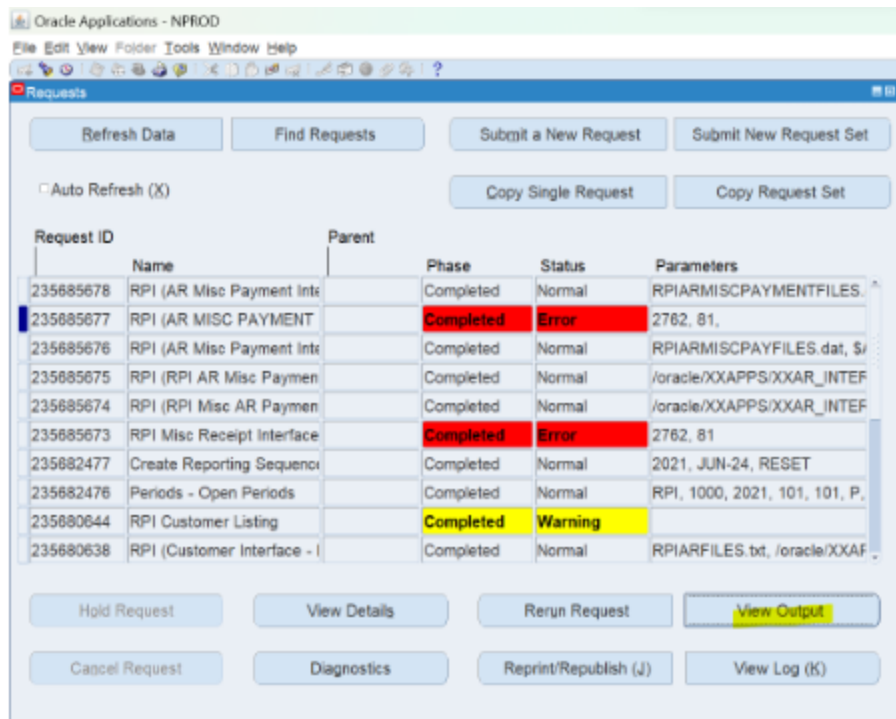 Oracle Applications - NPROD
File Edit View Folder Tools Window Help
Requests
Refresh Data Find Requests Submit a New Request Submit New Request Set
Auto Refresh (X) Copy Single Request Copy Request Set
Request ID Parent
Name Phase Status Parameters
235685678 RPI (AR Misc Payment Inte Completed Normal RPIARMISCPAYMENTFILES.
235685677 RPI (AR MISC PAYMENT Completed Error 2762, 81,
235685676 RPI (AR Misc Payment Inte Completed Normal RPIARMISCPAYFILES.dat, $/
235685675 RPI (RPI AR Misc Paymen Completed Normal /oracle/XXAPPS/XXAR_INTEF
235685674 RPI (RPI Misc AR Paymen Completed Normal /oracle/XXAPPS/XXAR_INTEF
235685673 RPI Misc Receipt Interface Completed Error 2762, 81
235682477 Create Reporting Sequence Completed Normal 2021, JUN-24, RESET
235682476 Periods - Open Periods Completed Normal RPI, 1000, 2021, 101, 101, P,
235680644 RPI Customer Listing Completed Warning
235680638 RPI (Customer Interface - I Completed Normal RPIARFILES.txt, /oracle/XXAF
Hold Request View Details Rerun Request View Output
Cancel Request Diagnostics Reprint/Republish (J) View Log (K)